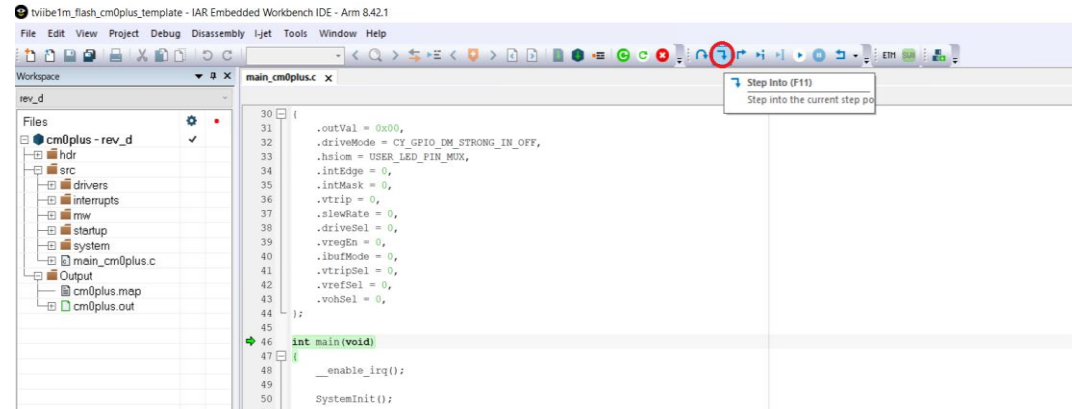 tviibe1m_flash_cm0plus_template - IAR Embedded Workbench IDE - Arm 8.42.1
File Edit View Project Debug Disassembly I-jet Tools Window Help
ETM SWO
Workspace
main_cm0plus.c x
Step Into (F11)
Step into the current step po
rev_d
Files
cm0plus - rev_d
hdr
src
drivers
interrupts
mw
startup
system
main_cm0plus.c
Output
cm0plus.map
cm0plus.out
30 {
31 .outVal = 0x00,
32 .driveMode = CY_GPIO_DM_STRONG_IN_OFF,
33 .hsiom = USER_LED_PIN_MUX,
34 .intEdge = 0,
35 .intMask = 0,
36 .vtrip = 0,
37 .slewRate = 0,
38 .driveSel = 0,
39 .vregEn = 0,
40 .ibufMode = 0,
41 .vtripSel = 0,
42 .vrefSel = 0,
43 .vohSel = 0,
44 };
45
46 int main(void)
47 {
48 __enable_irq();
49
50 SystemInit();